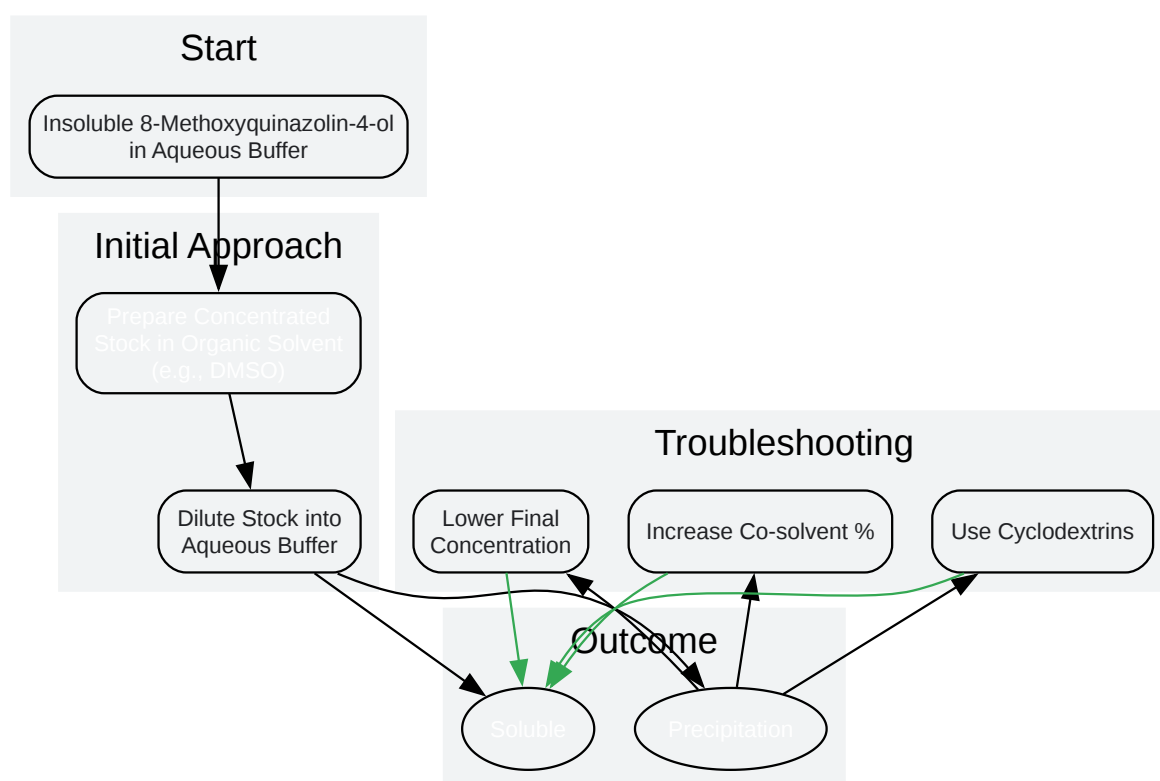 Start
Insoluble 8-Methoxyquinazolin-4-ol
in Aqueous Buffer
Initial Approach
Prepare Concentrated
Stock in Organic Solvent
(e.g., DMSO)
Dilute Stock into
Aqueous Buffer
Troubleshooting
Lower Final
Concentration
Increase Co-solvent %
Use Cyclodextrins
Outcome
Soluble
Precipitation